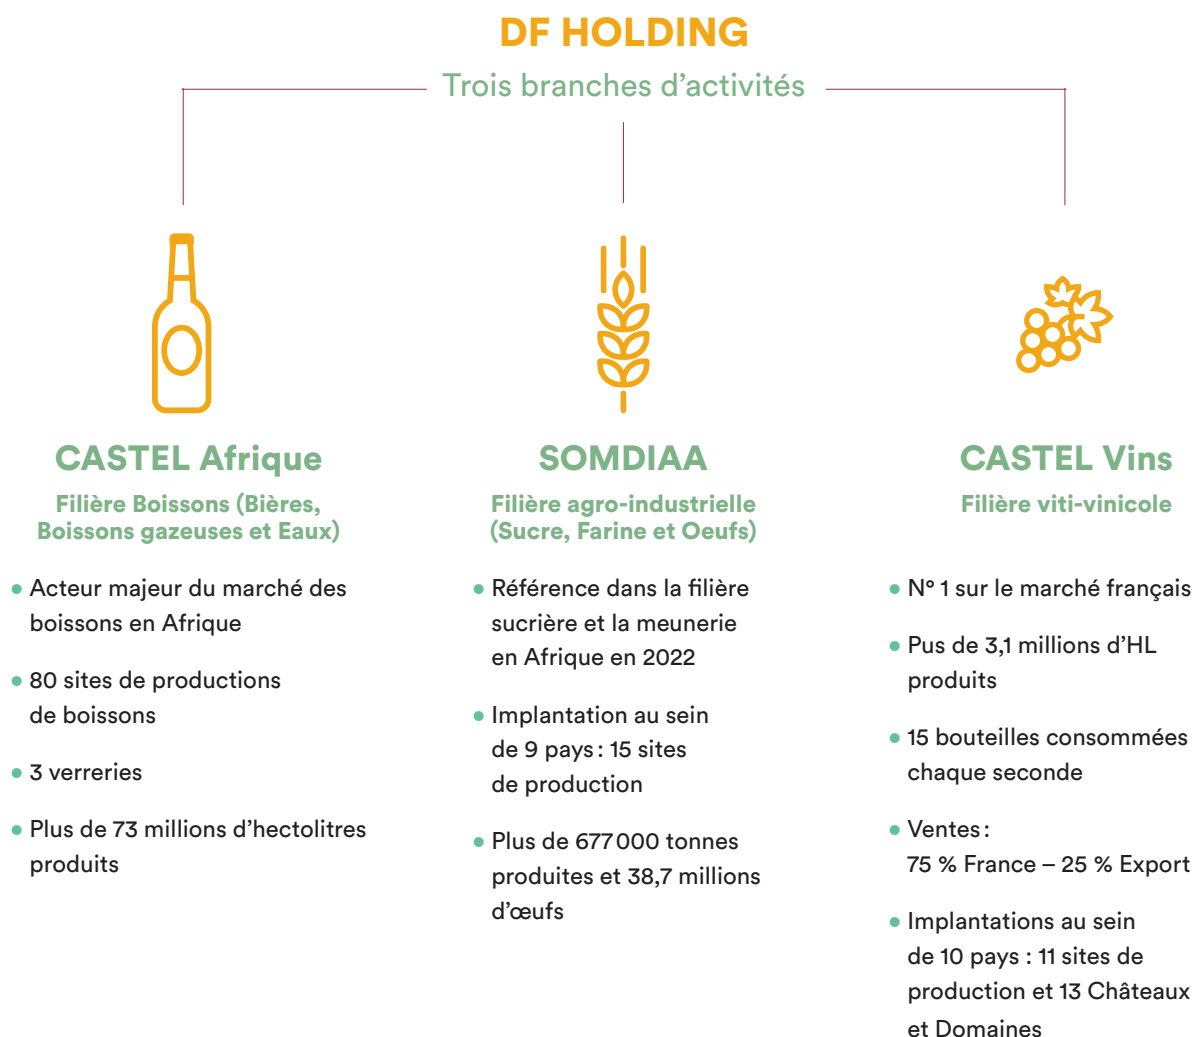 DF HOLDING
Trois branches d’activités
CASTEL Afrique
Filière Boissons (Bières,
Boissons gazeuses et Eaux)
• Acteur majeur du marché des
boissons en Afrique
• 80 sites de productions
de boissons
• 3 verreries
• Plus de 73 millions d’hectolitres
produits
SOMDIAA
Filière agro-industrielle
(Sucre, Farine et Oeufs)
• Référence dans la filière
sucrière et la meunerie
en Afrique en 2022
• Implantation au sein
de 9 pays : 15 sites
de production
• Plus de 677 000 tonnes
produites et 38,7 millions
d’œufs
CASTEL Vins
Filière viti-vinicole
• N° 1 sur le marché français
• Pus de 3,1 millions d’HL
produits
• 15 bouteilles consommées
chaque seconde
• Ventes :
75 % France – 25 % Export
• Implantations au sein
de 10 pays : 11 sites de
production et 13 Châteaux
et Domaines